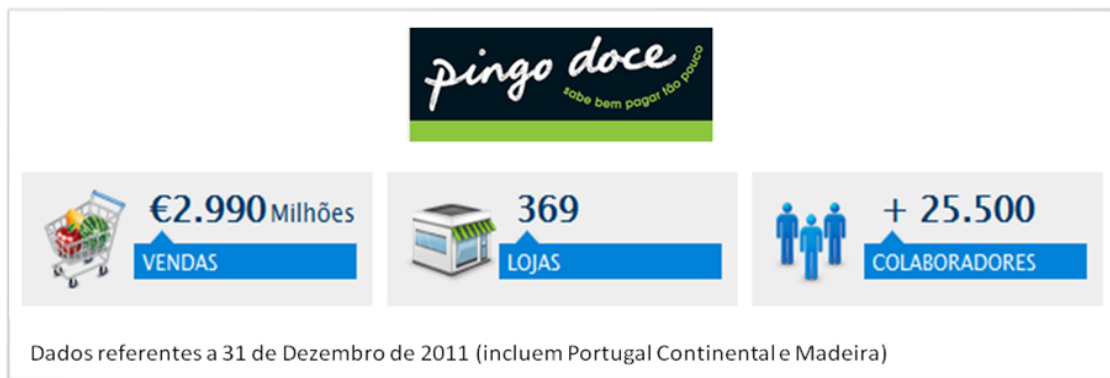 pingo doce
sabe bem pagar tão pouco
€2.990 Milhões
VENDAS
369
LOJAS
+ 25.500
COLABORADORES
Dados referentes a 31 de Dezembro de 2011 (incluem Portugal Continental e Madeira)